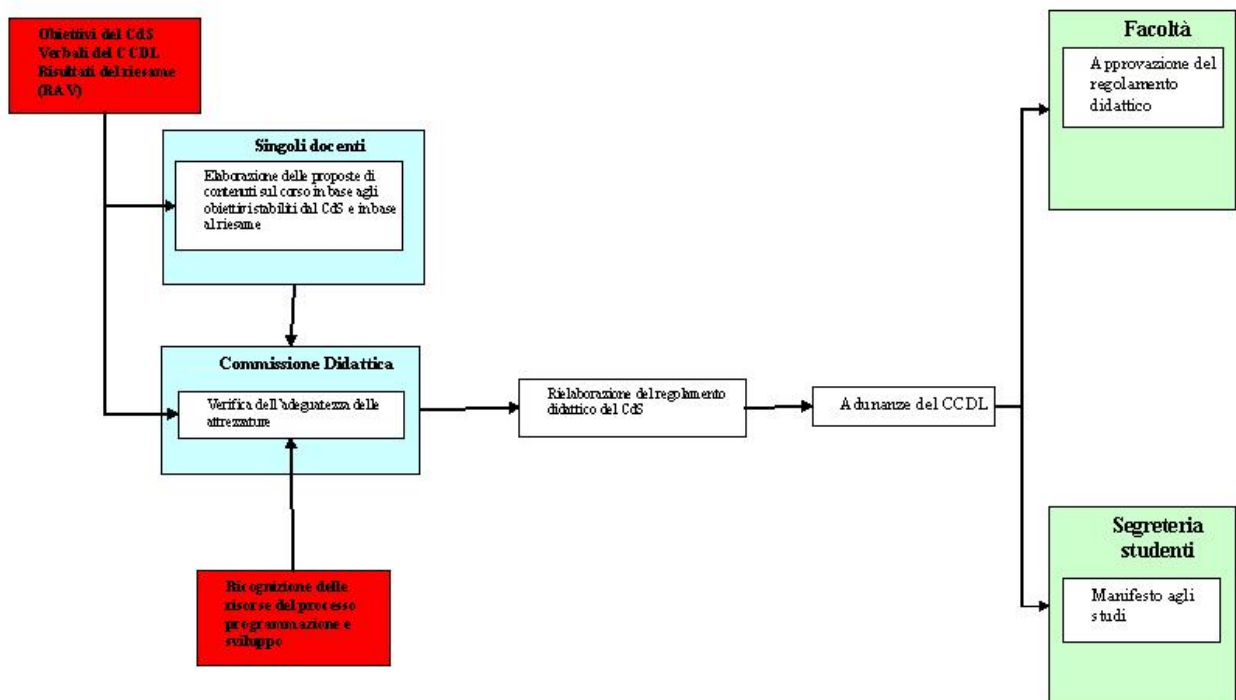 Obiettivi del CdS
Verbali del CCDL
Risultati del riesame
(RAV)
Singoli docenti
Elaborazione delle proposte di
contenuti sul corso in base agli
obiettivi stabiliti dal CdS e in base
al riesame
Commissione Didattica
Verifica dell'adeguatezza delle
attrezzature
Ricognizione delle
risorse del processo
programmazione e
sviluppo
Rielaborazione del regolamento
didattico del CdS
Adunanze del CCDL
Facoltà
Approvazione del
regolamento
didattico
Segreteria
studenti
Manifesto agli
studi